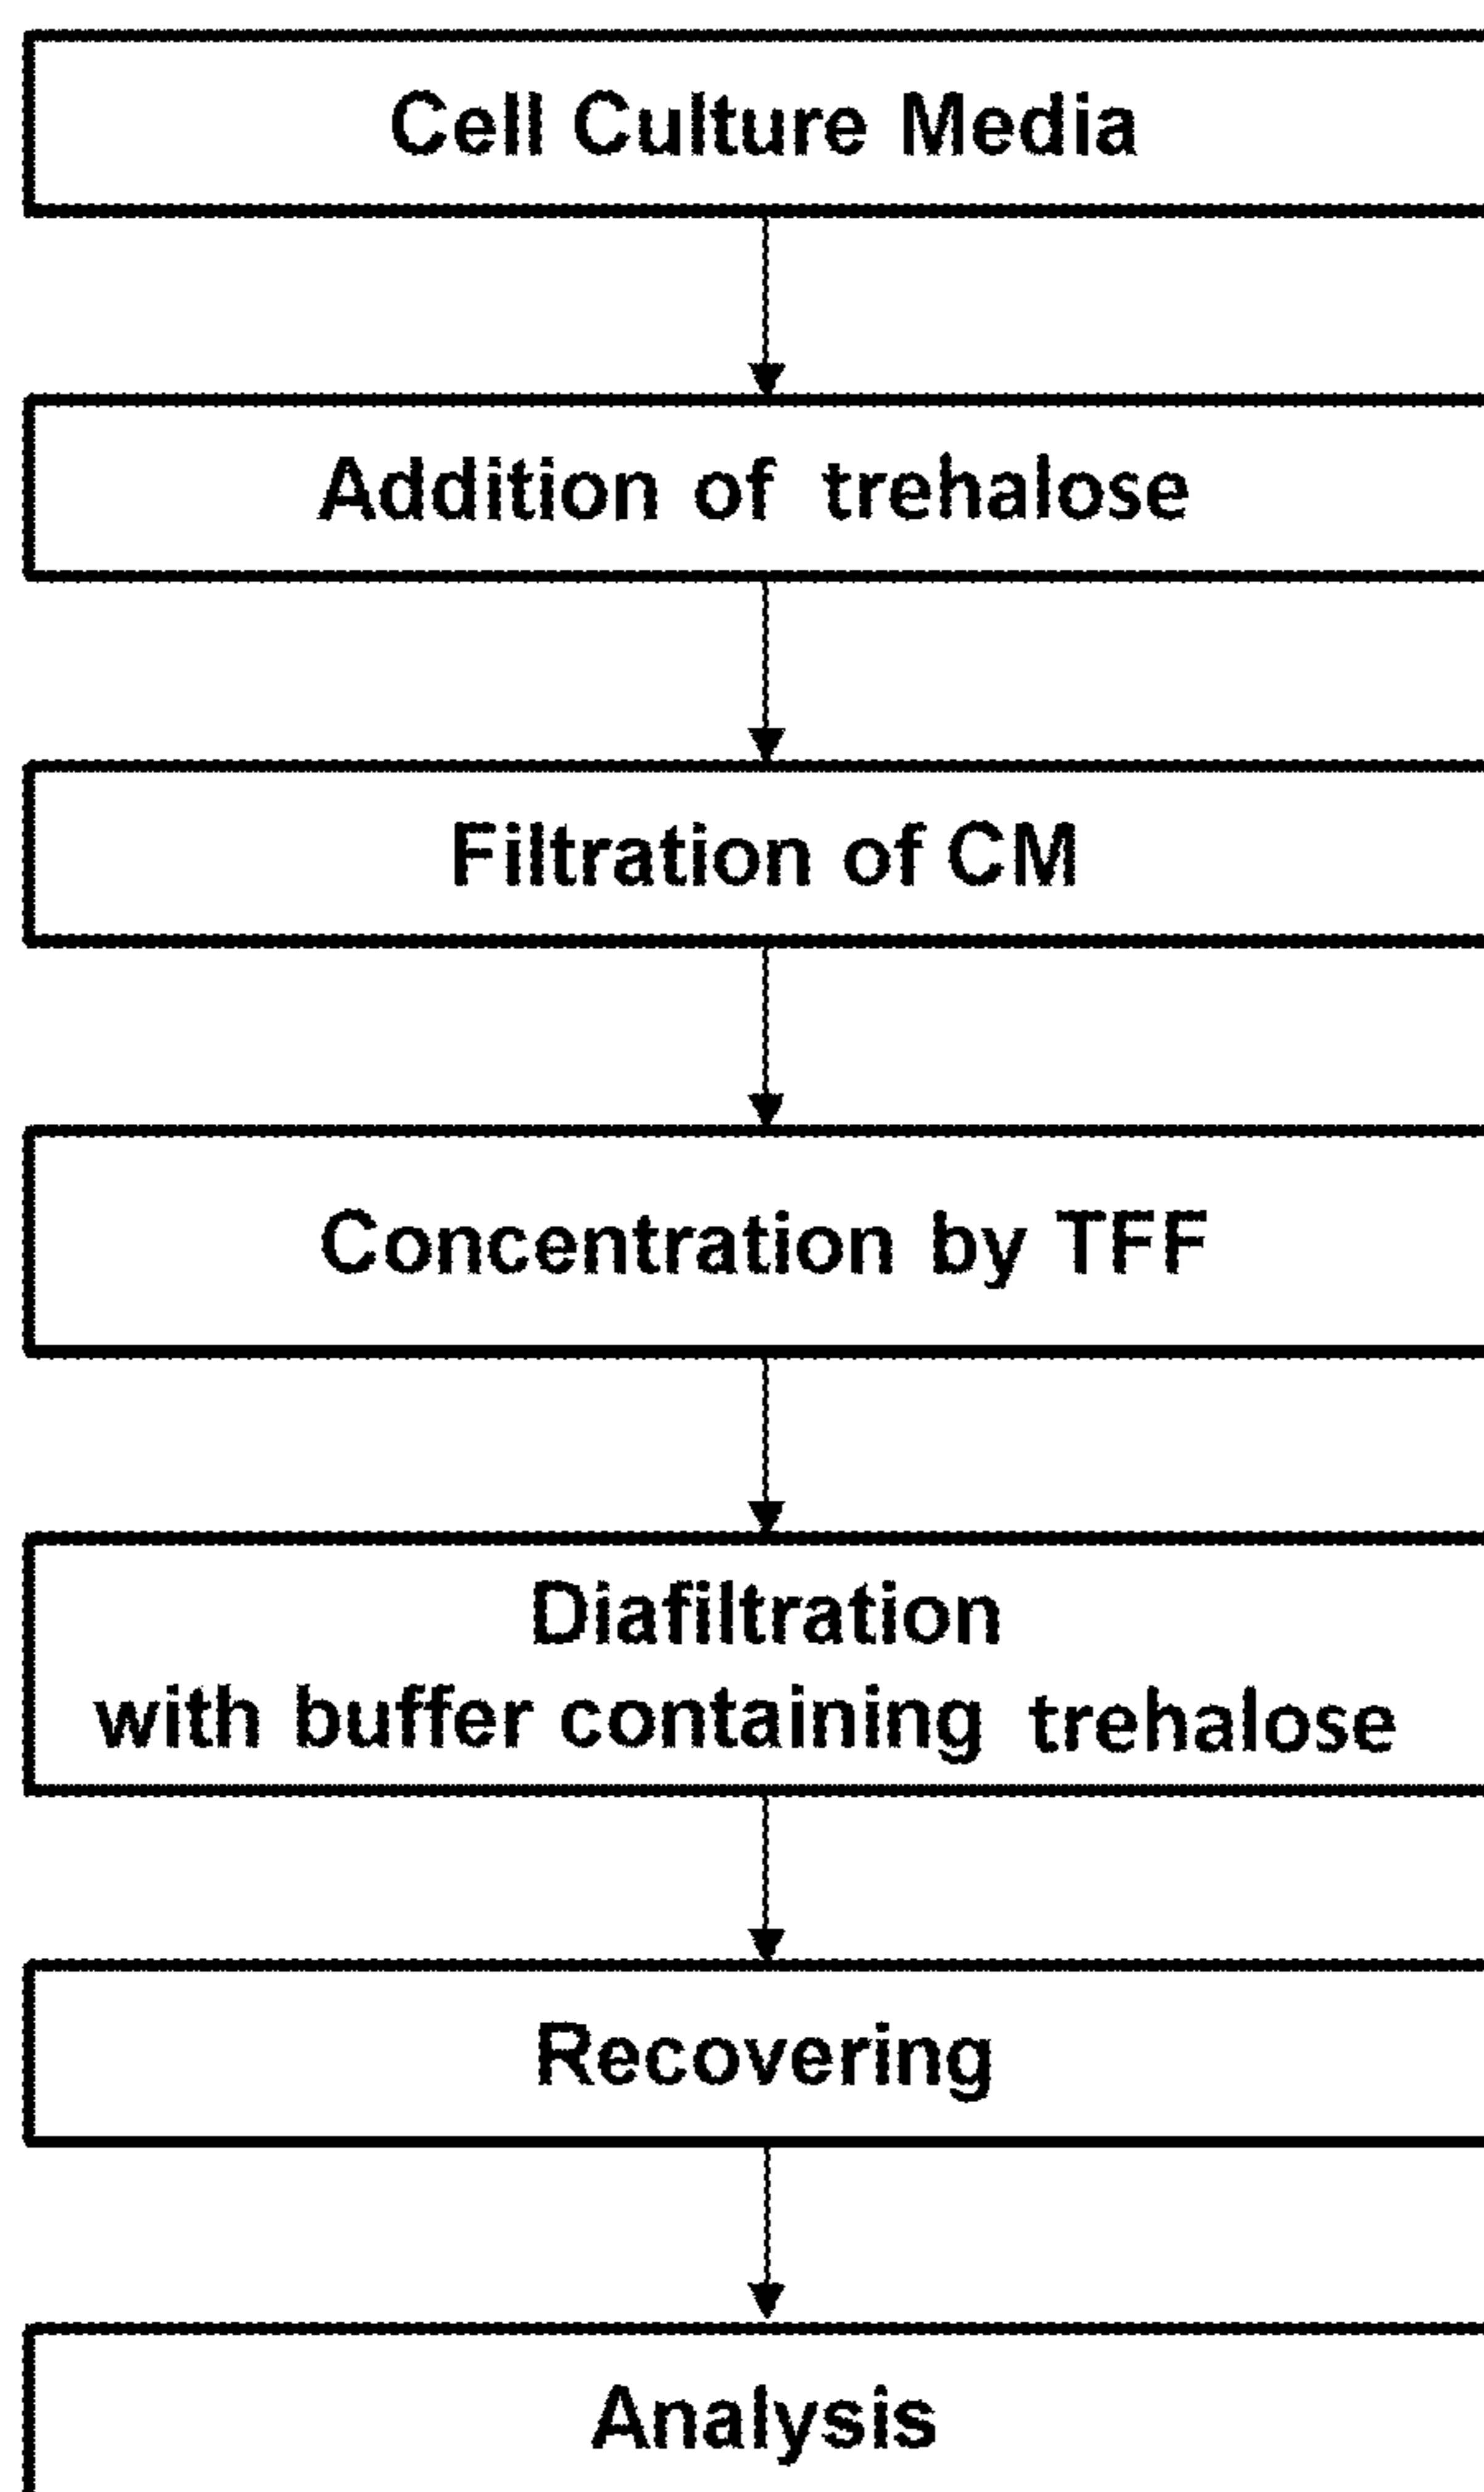 Cell Culture Media
Addition of trehalose
Filtration of CM
Concentration by TFF
Diafiltration
with buffer containing trehalose
Recovering
Analysis